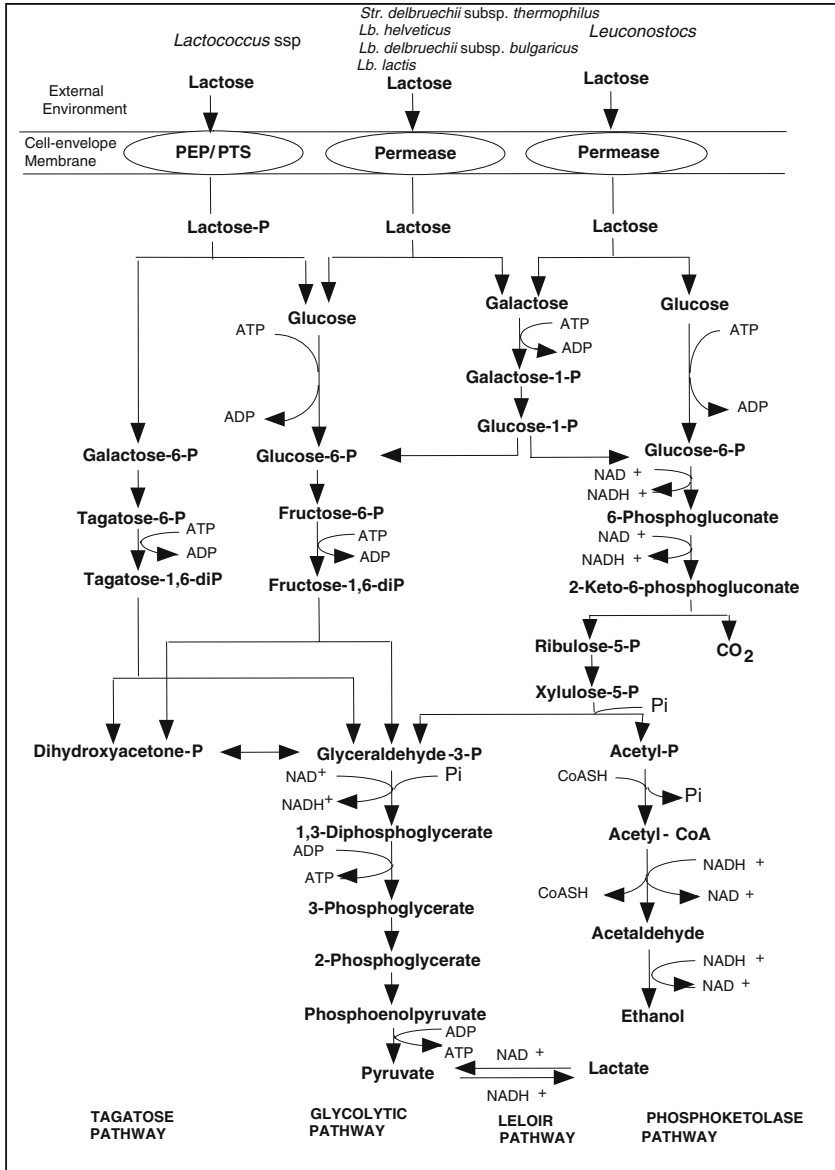 Str. delbruechii subsp. thermophilus
Lactococcus ssp
Lb. helveticus
Leuconostocs
Lb. delbruechii subsp. bulgaricus
Lb. lactis
External
Environment
Lactose
Lactose
Lactose
Cell-envelope
Membrane
PEP/PTS
Permease
Permease
Lactose-P
Lactose
Lactose
Glucose
Galactose
Glucose
ATP
ATP
ATP
ADP
Galactose-1-P
ADP
ADP
Glucose-1-P
Galactose-6-P
Glucose-6-P
Glucose-6-P
NAD +
NADH +
Tagatose-6-P
Fructose-6-P
6-Phosphogluconate
ATP
ATP
NAD +
ADP
ADP
NADH +
Tagatose-1,6-diP
Fructose-1,6-diP
2-Keto-6-phosphogluconate
Ribulose-5-P
CO2
Xylulose-5-P
Pi
Dihydroxyacetone-P
Glyceraldehyde-3-P
Acetyl-P
NAD+
Pi
CoASH
NADH+
Pi
1,3-Diphosphoglycerate
Acetyl - CoA
ADP
NADH +
ATP
CoASH
NAD +
3-Phosphoglycerate
Acetaldehyde
2-Phosphoglycerate
NADH +
NAD +
Phosphoenolpyruvate
Ethanol
ADP
ATP
NAD +
Pyruvate
Lactate
NADH +
TAGATOSE
PATHWAY
GLYCOLYTIC
PATHWAY
LELOIR
PATHWAY
PHOSPHOKETOLASE
PATHWAY